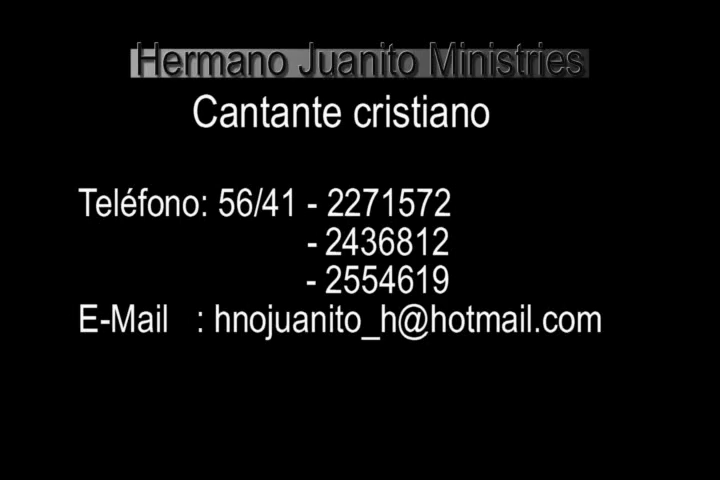 Hermano Juanito Ministries
Cantante cristiano
Teléfono: 56/41 - 2271572
- 2436812
- 2554619
E-Mail : hnojuanito_h@hotmail.com